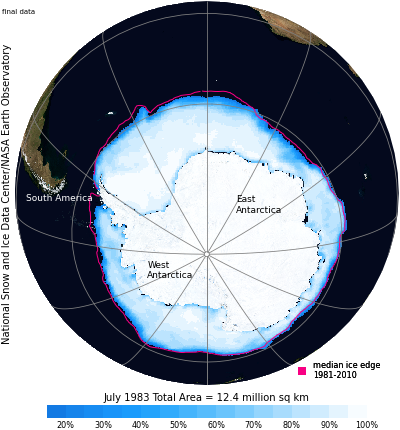 final data
National Snow and Ice Data Center/NASA Earth Observatory
South America
East
Antarctica
West
Antarctica
median ice edge
1981-2010
July 1983 Total Area = 12.4 million sq km
20% 30% 40% 50% 60% 70% 80% 90% 100%